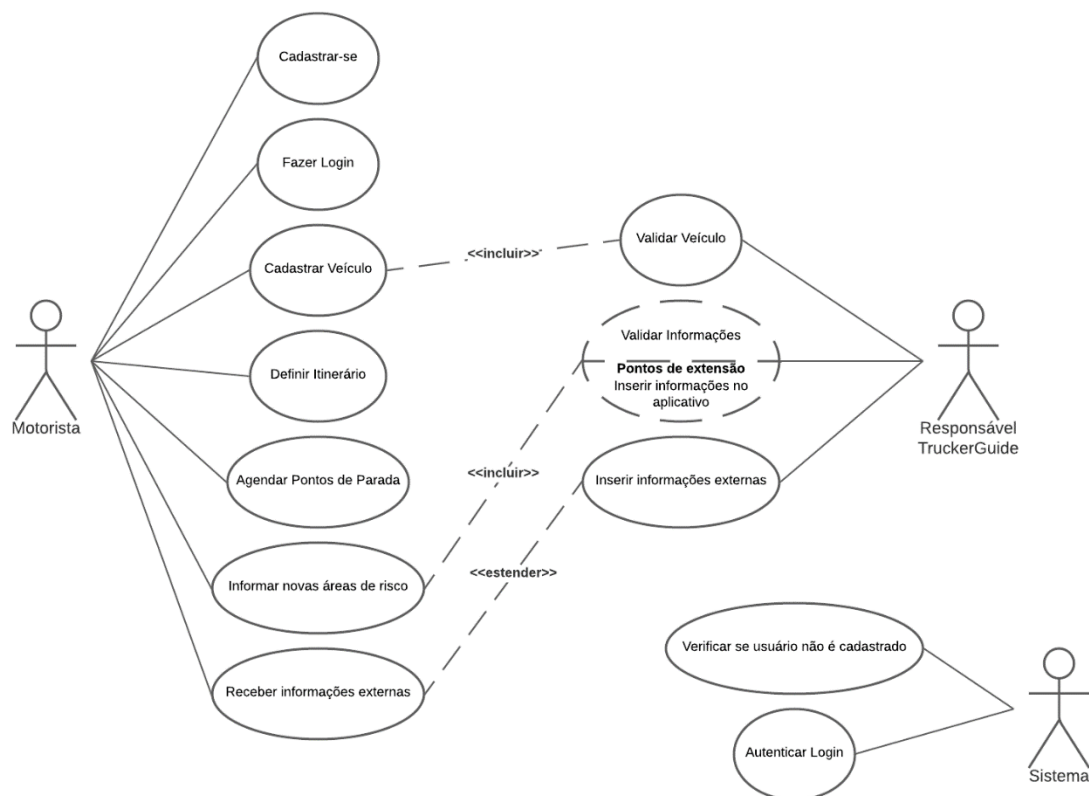 Cadastrar-se
Fazer Login
Validar Veículo
<<incluir>>
Cadastrar Veículo
Validar Informações
Pontos de extensão
Inserir informações no
aplicativo
Definir Itinerário
Motorista
Responsável
TruckerGuide
Agendar Pontos de Parada
<<incluir>>
Inserir informações externas
<<estender>>
Informar novas áreas de risco
Verificar se usuário não é cadastrado
Receber informações externas
Autenticar Login
Sistema